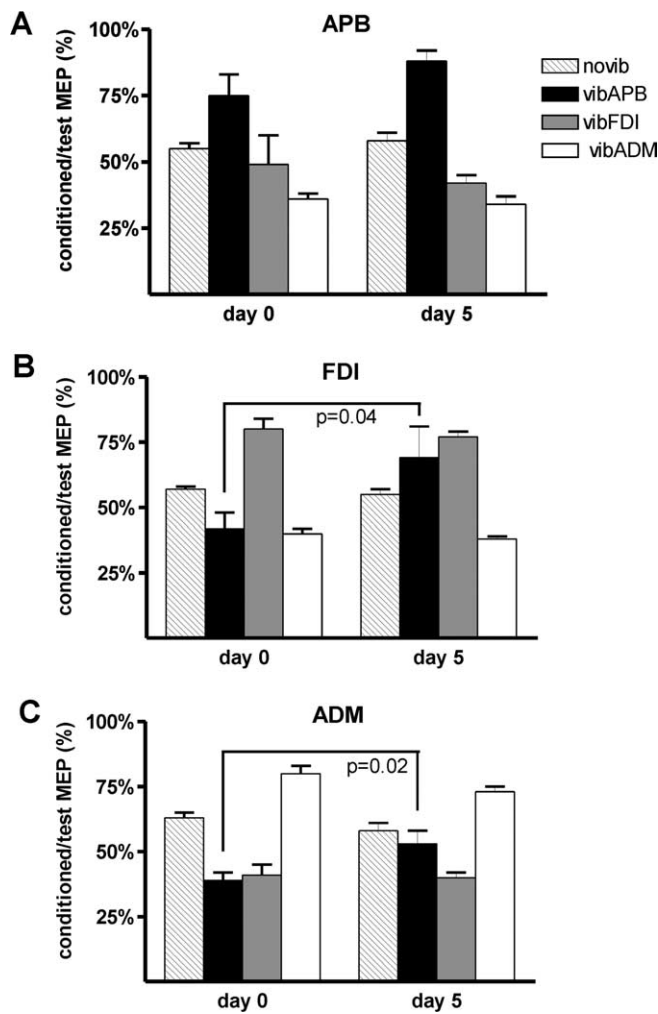 A
APB
conditioned/test MEP (%)
100%
75%
50%
25%
day 0
day 5
novib
vibAPB
vibFDI
vibADM
B
FDI
conditioned/test MEP (%)
100%
75%
50%
25%
p=0.04
day 0
day 5
C
ADM
conditioned/test MEP (%)
100%
75%
50%
25%
p=0.02
day 0
day 5